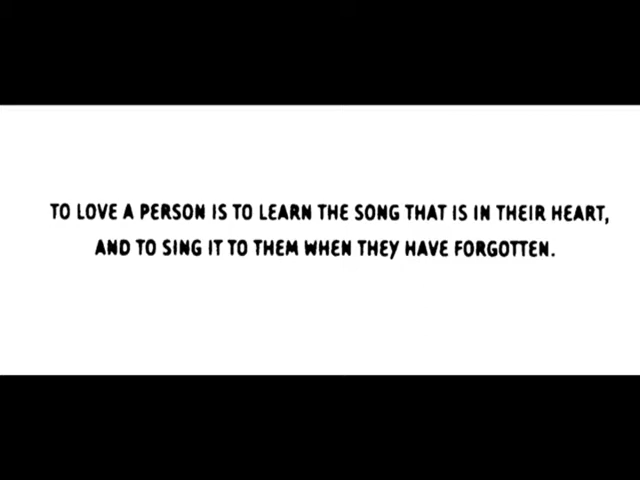 TO LOVE A PERSON IS TO LEARN THE SONG THAT IS IN THEIR HEART,
AND TO SING IT TO THEM WHEN THEY HAVE FORGOTTEN.